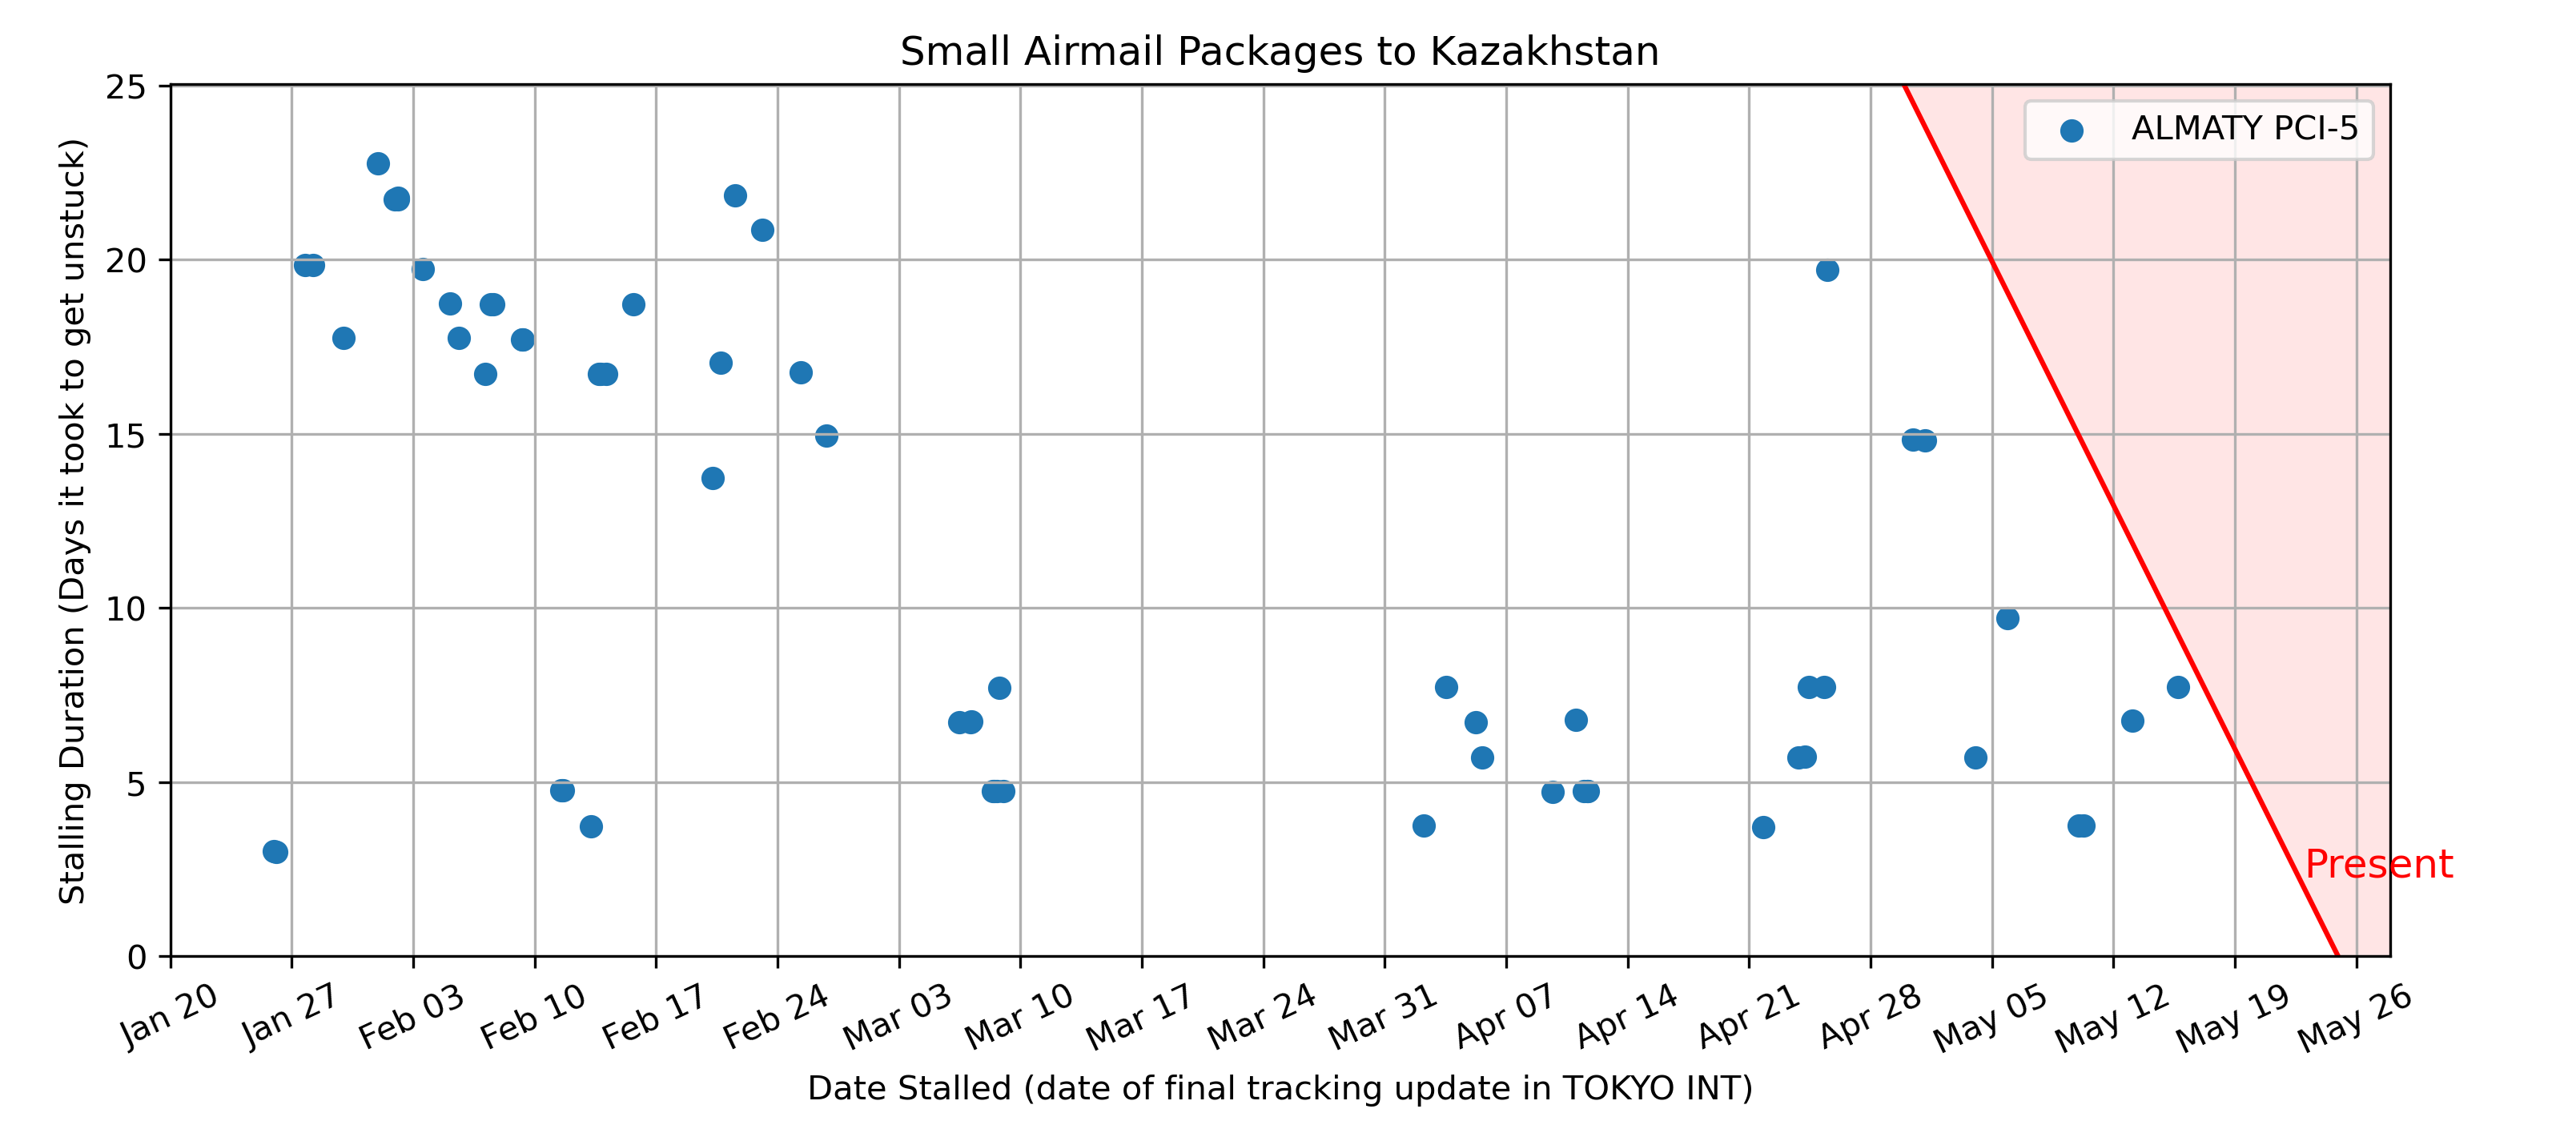 Small Airmail Packages to Kazakhstan
ALMATY PCI-5
Stalling Duration (Days it took to get unstuck)
25
20
15
10
5
0
Present
Jan 20
Jan 27
Feb 03
Feb 10
Feb 17
Feb 24
Mar 03
Mar 10
Mar 17
Mar 24
Mar 31
Apr 07
Apr 14
Apr 21
Apr 28
May 05
May 12
May 19
May 26
Date Stalled (date of final tracking update in TOKYO INT)